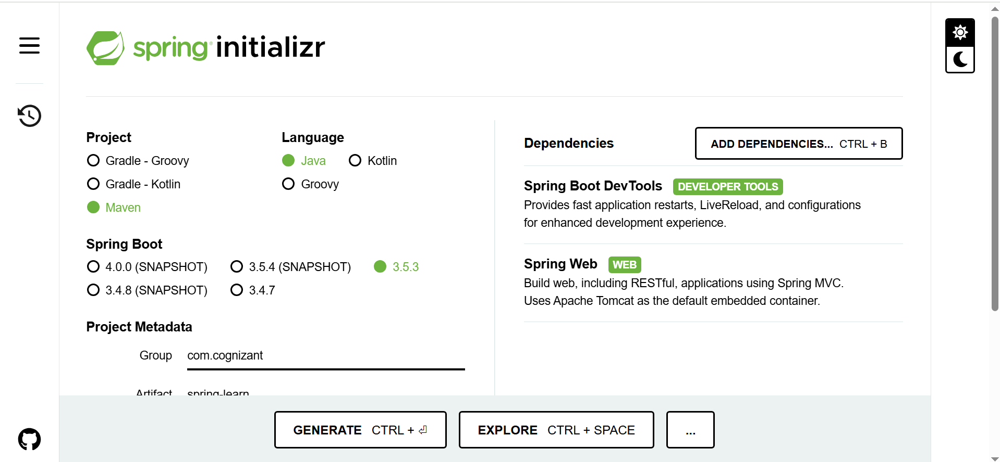 spring initializr
Project
Gradle - Groovy
Gradle - Kotlin
Maven
Language
Java Kotlin
Groovy
Spring Boot
4.0.0 (SNAPSHOT) 3.5.4 (SNAPSHOT) 3.5.3
3.4.8 (SNAPSHOT) 3.4.7
Project Metadata
Group com.cognizant
Artifact spring-learn
Dependencies ADD DEPENDENCIES... CTRL + B
Spring Boot DevTools DEVELOPER TOOLS
Provides fast application restarts, LiveReload, and configurations
for enhanced development experience.
Spring Web WEB
Build web, including RESTful, applications using Spring MVC.
Uses Apache Tomcat as the default embedded container.
GENERATE CTRL + ⏎ EXPLORE CTRL + SPACE ...